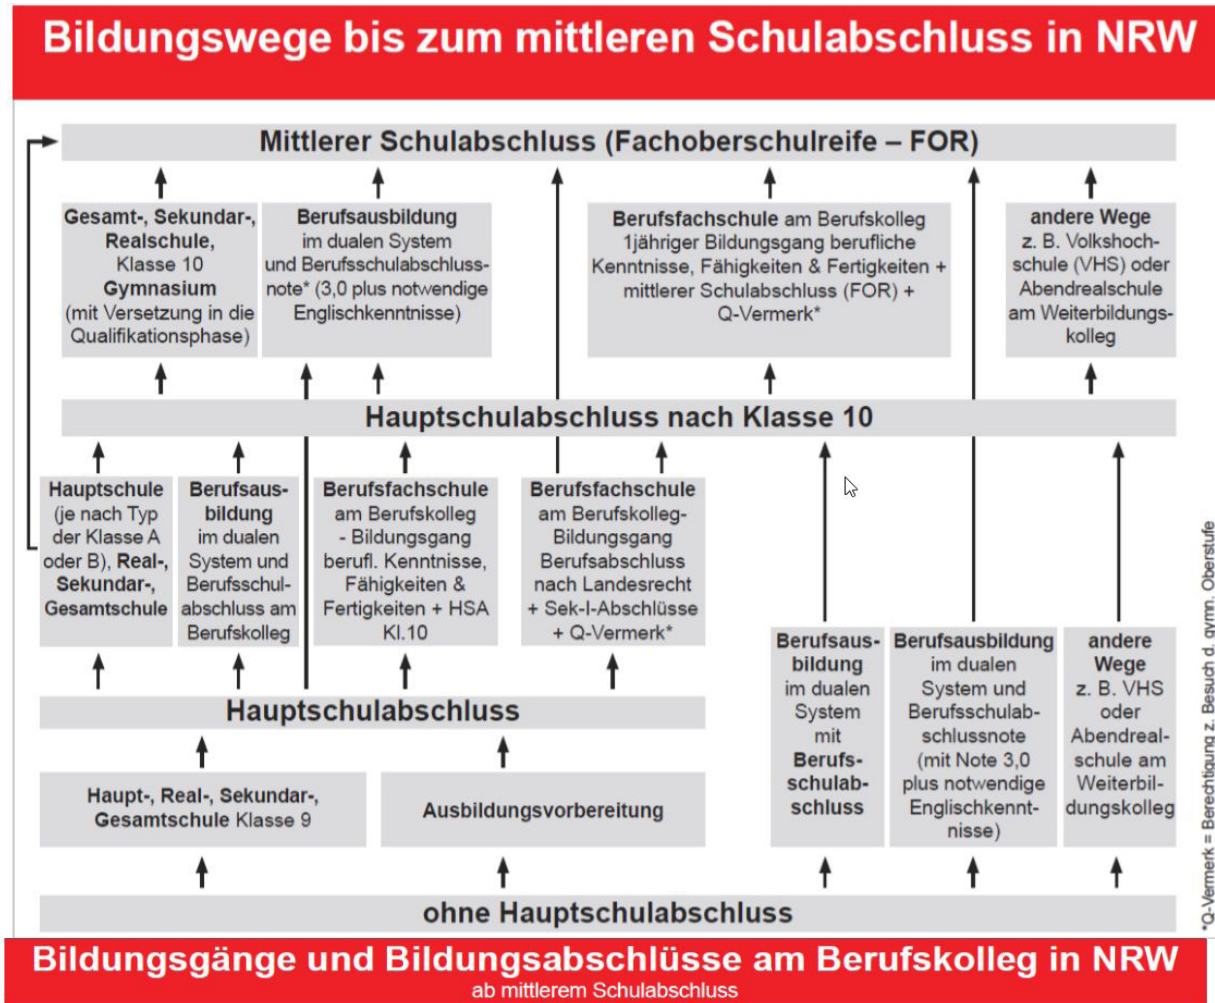 Bildungswege bis zum mittleren Schulabschluss in NRW
Mittlerer Schulabschluss (Fachoberschulreife – FOR)
Gesamt-, Sekundar-,
Realschule,
Klasse 10
Gymnasium
(mit Versetzung in die
Qualifikationsphase)
Berufsausbildung
im dualen System
und Berufsschulabschluss-
note* (3,0 plus notwendige
Englischkenntnisse)
Berufsfachschule am Berufskolleg
1jähriger Bildungsgang berufliche
Kenntnisse, Fähigkeiten & Fertigkeiten +
mittlerer Schulabschluss (FOR) +
Q-Vermerk*
andere Wege
z. B. Volkshoch-
schule (VHS) oder
Abendrealschule
am Weiterbildungs-
kolleg
Hauptschulabschluss nach Klasse 10
Hauptschule
(je nach Typ
der Klasse A
oder B), Real-,
Sekundar-,
Gesamtschule
Berufsaus-
bildung
im dualen
System und
Berufsschul-
abschluss am
Berufskolleg
Berufsfachschule
am Berufskolleg
- Bildungsgang
berufl. Kenntnisse,
Fähigkeiten &
Fertigkeiten + HSA
Kl.10
Berufsfachschule
am Berufskolleg-
Bildungsgang
Berufsabschluss
nach Landesrecht
+ Sek-I-Abschlüsse
+ Q-Vermerk*
Berufsaus-
bildung
im dualen
System
mit
Berufs-
schulab-
schluss
Berufsausbildung
im dualen
System und
Berufsschulab-
schlussnote
(mit Note 3,0
plus notwendige
Englischkennt-
nisse)
andere
Wege
z. B. VHS
oder
Abendreal-
schule am
Weiterbil-
dungskolleg
Hauptschulabschluss
Haupt-, Real-, Sekundar-,
Gesamtschule Klasse 9
Ausbildungsvorbereitung
ohne Hauptschulabschluss
*Q-Vermerk = Berechtigung z. Besuch d. gymn. Oberstufe
Bildungsgänge und Bildungsabschlüsse am Berufskolleg in NRW
ab mittlerem Schulabschluss